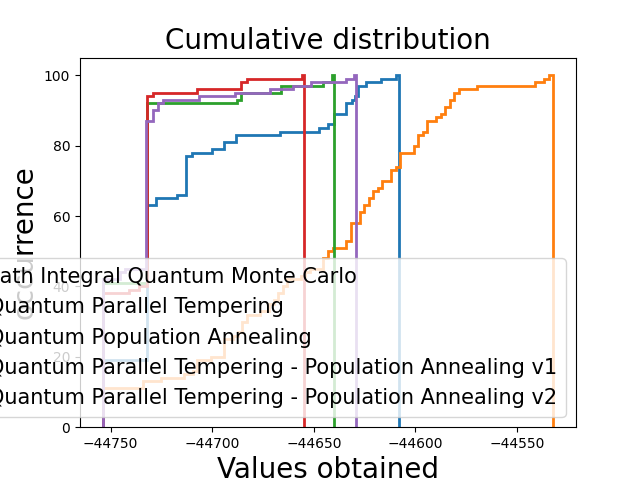 Cumulative distribution
100
80
60
40
20
0
occurrence
ath Integral Quantum Monte Carlo
Quantum Parallel Tempering
Quantum Population Annealing
Quantum Parallel Tempering - Population Annealing v1
Quantum Parallel Tempering - Population Annealing v2
−44750
−44700
−44650
−44600
−44550
Values obtained